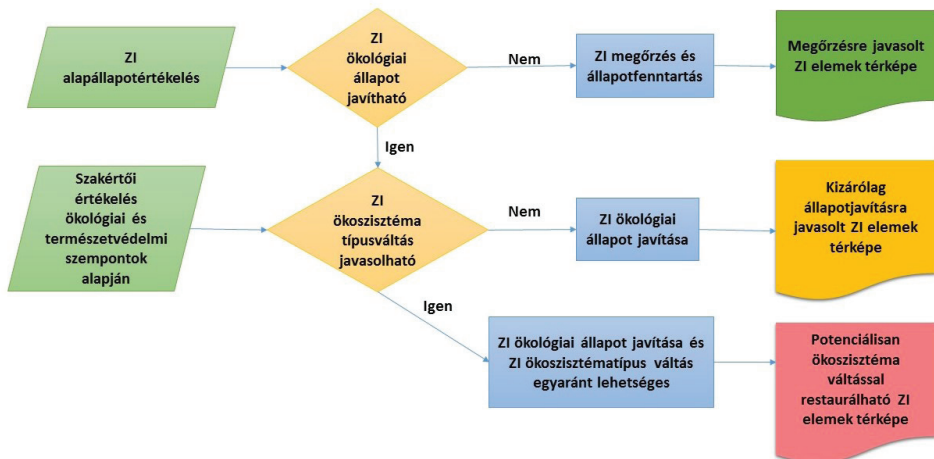 ZI
alapállapotértékelés
ZI
ökológiai
állapot
javítható
Nem
ZI megőrzés és
állapotfenntartás
Megőrzésre javasolt
ZI elemek térképe
Igen
Szakértői
értékelés
ökológiai és
természetvédelmi
szempontok
alapján
ZI
ökoszisztéma
típusváltás
javasolható
Nem
ZI ökológiai
állapot javítása
Kizárólag
állapotjavításra
javasolt ZI elemek
térképe
Igen
ZI ökológiai állapot javítása és
ZI ökoszisztématípus váltás
egyaránt lehetséges
Potenciálisan
ökoszisztéma
váltással
restaurálható ZI
elemek térképe